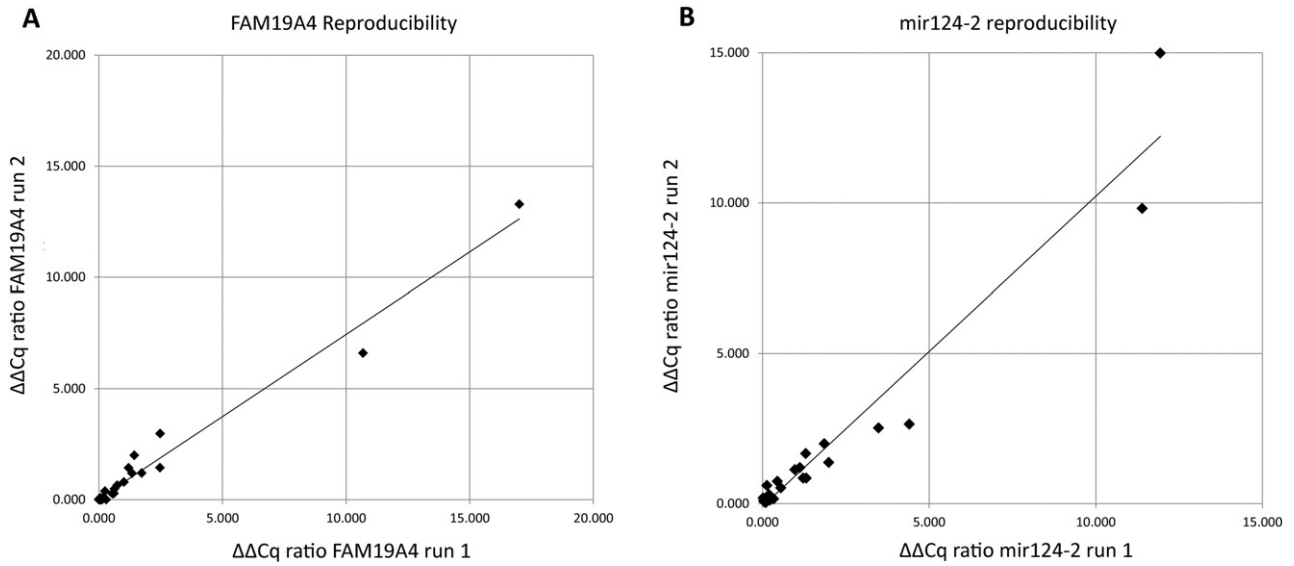 A
FAM19A4 Reproducibility
20.000
15.000
10.000
5.000
0.000
0.000 5.000 10.000 15.000 20.000
ΔΔCq ratio FAM19A4 run 2
ΔΔCq ratio FAM19A4 run 1
B
mir124-2 reproducibility
15.000
10.000
5.000
0.000
0.000 5.000 10.000 15.000
ΔΔCq ratio mir124-2 run 2
ΔΔCq ratio mir124-2 run 1